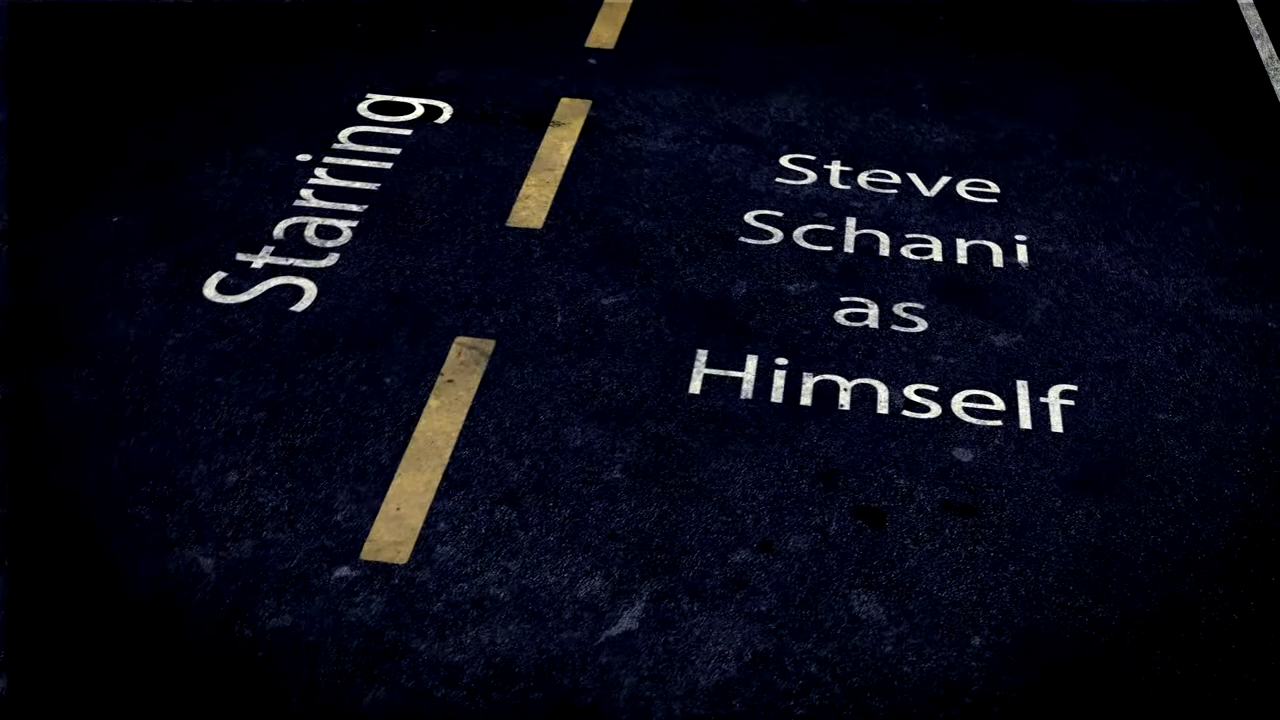 Starring
Steve
Schani
as
Himself